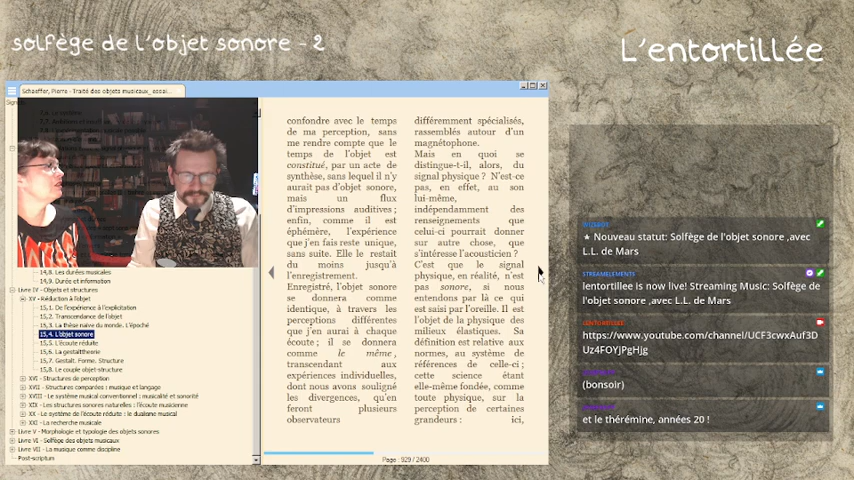 solfège de l'objet sonore - 2
L'entortillée
Schaeffer, Pierre - Traité des objets musicaux_ essai...
14,8. Les durées musicales
14,9. Durée et information
Livre IV - Objets et structures
XV - Réduction à l'objet
15,1. De l'expérience à l'explicitation
15,2. Transcendance de l'objet
15,3. La thèse naïve du monde. L'épochè
15,4. L'objet sonore
15,5. L'écoute réduite
15,6. La gestalttheorie
15,7. Gestalt. Forme, Structure
15,8. Le couple objet-structure
XVI - Structures de perception
XVII - Structures comparées : musique et langage
XVIII - Le système musical conventionnel : musicalité et sonorité
XIX - Les structures sonores naturelles : l'écoute musicienne
XX - Le système de l'écoute réduite : le dualisme musical
XXI - La recherche musicale
Livre V - Morphologie et typologie des objets sonores
Livre VI - Solfège des objets musicaux
Livre VII - La musique comme discipline
Post-scriptum
confondre avec le temps
de ma perception, sans
me rendre compte que le
temps de l'objet est
constitué, par un acte de
synthèse, sans lequel il n'y
aurait pas d'objet sonore,
mais un flux
d'impressions auditives ;
enfin, comme il est
éphémère, l'expérience
que j'en fais reste unique,
sans suite. Elle le restait
du moins jusqu'à
l'enregistrement.
Enregistré, l'objet sonore
se donnera comme
identique, à travers les
perceptions différentes
que j'en aurai à chaque
écoute ; il se donnera
comme le même,
transcendant aux
expériences individuelles,
dont nous avons souligné
les divergences, qu'en
feront plusieurs
observateurs
différemment spécialisés,
rassemblés autour d'un
magnétophone.
Mais en quoi se
distingue-t-il, alors, du
signal physique ? N'est-ce
pas, en effet, au son
lui-même,
indépendamment des
renseignements que
celui-ci pourrait donner
sur autre chose, que
s'intéresse l'acousticien ?
C'est que le signal
physique, en réalité, n'est
pas sonore, si nous
entendons par là ce qui
est saisi par l'oreille. Il est
l'objet de la physique des
milieux élastiques. Sa
définition est relative aux
normes, au système de
références de celle-ci ;
cette science étant
elle-même fondée, comme
toute physique, sur la
perception de certaines
grandeurs : ici,
Page : 929 / 2400
★ Nouveau statut: Solfège de l'objet sonore ,avec
L.L. de Mars
STREAMELEMENTS
lentortillee is now live! Streaming Music: Solfège de
l'objet sonore ,avec L.L. de Mars
https://www.youtube.com/channel/UCF3cwxAuf3D
Uz4FOYjPgHjg
(bonsoir)
et le thérémine, années 20 !